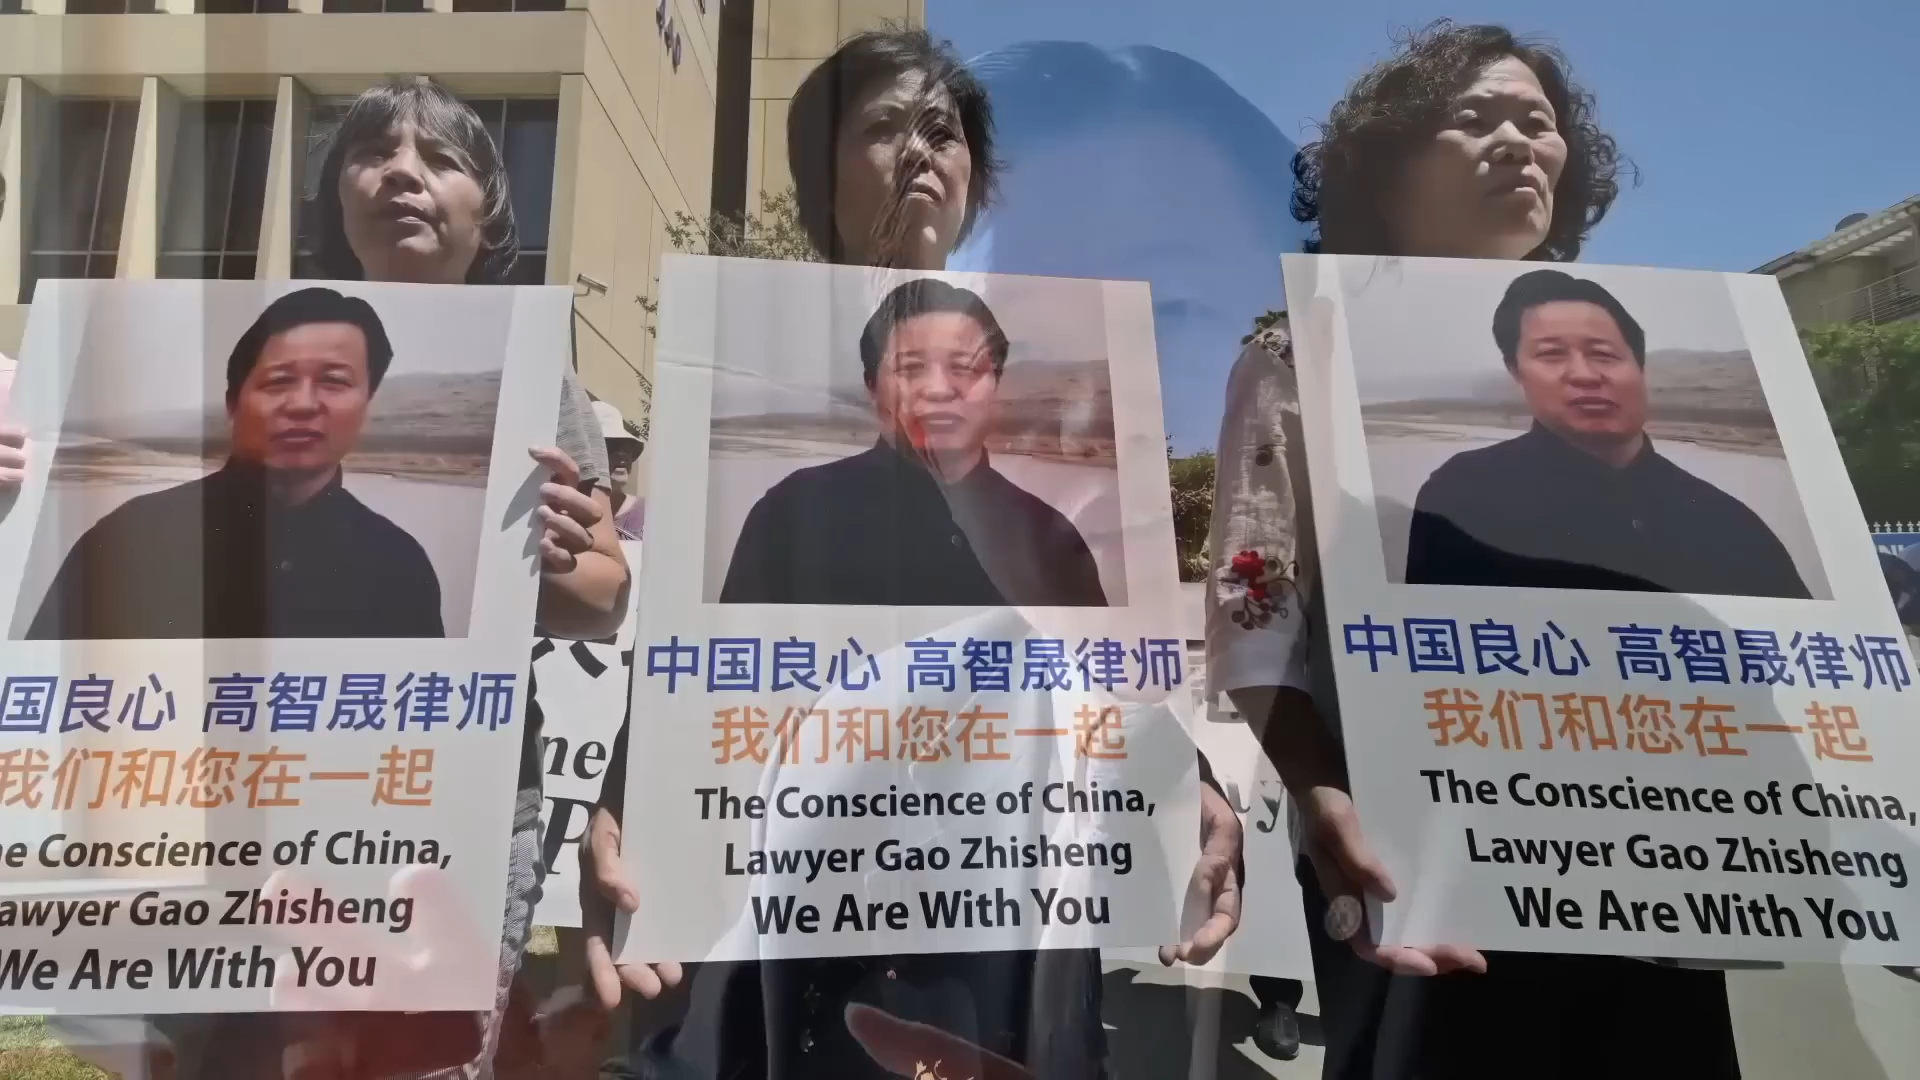 440
国良心 高智晟律师
我们和您在一起
e Conscience of China,
awyer Gao Zhisheng
We Are With You
中国良心 高智晟律师
我们和您在一起
The Conscience of China,
Lawyer Gao Zhisheng
We Are With You
中国良心 高智晟律师
我们和您在一起
The Conscience of China,
Lawyer Gao Zhisheng
We Are With You